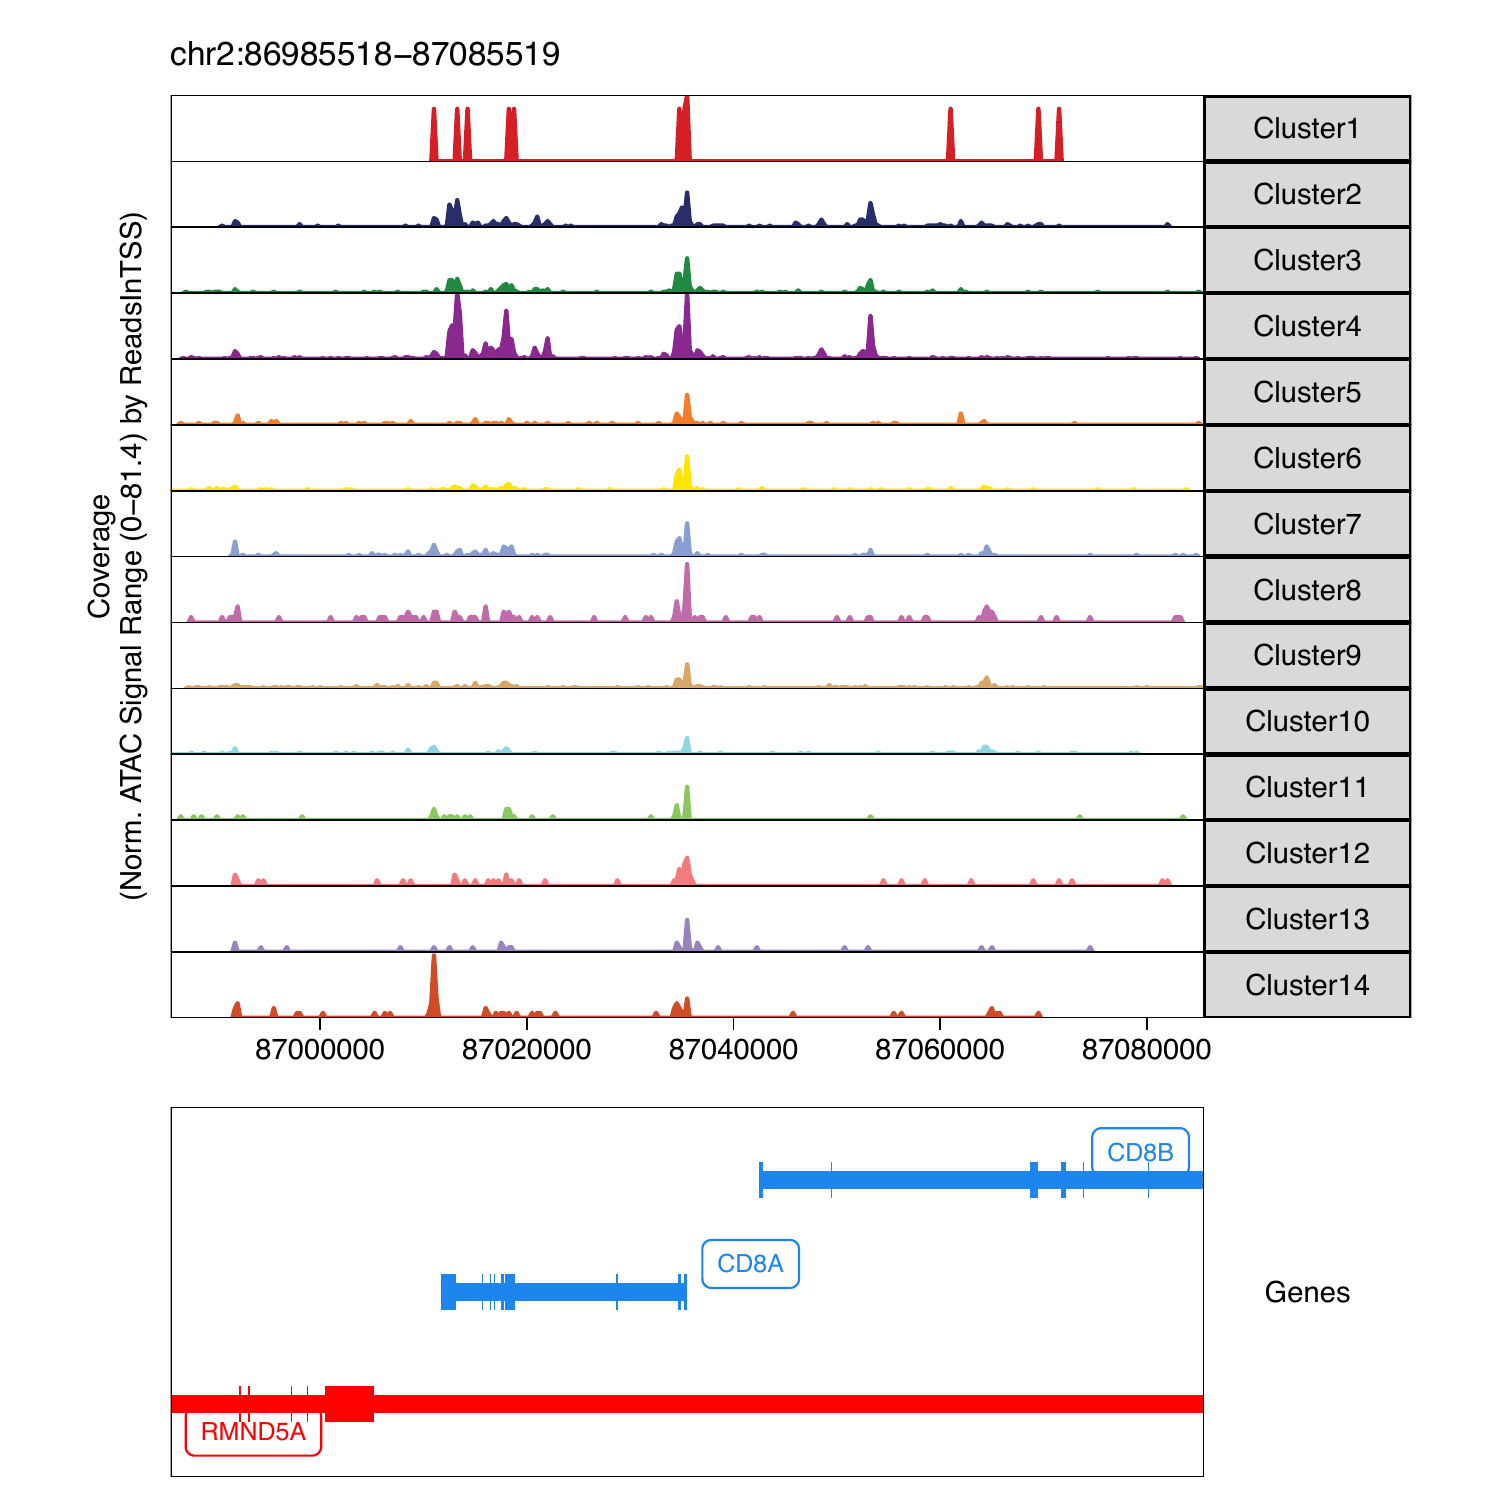 chr2:86985518−87085519
Coverage
(Norm. ATAC Signal Range (0−81.4) by ReadsInTSS)
Cluster1
Cluster2
Cluster3
Cluster4
Cluster5
Cluster6
Cluster7
Cluster8
Cluster9
Cluster10
Cluster11
Cluster12
Cluster13
Cluster14
87000000 87020000 87040000 87060000 87080000
CD8B
CD8A
Genes
RMND5A